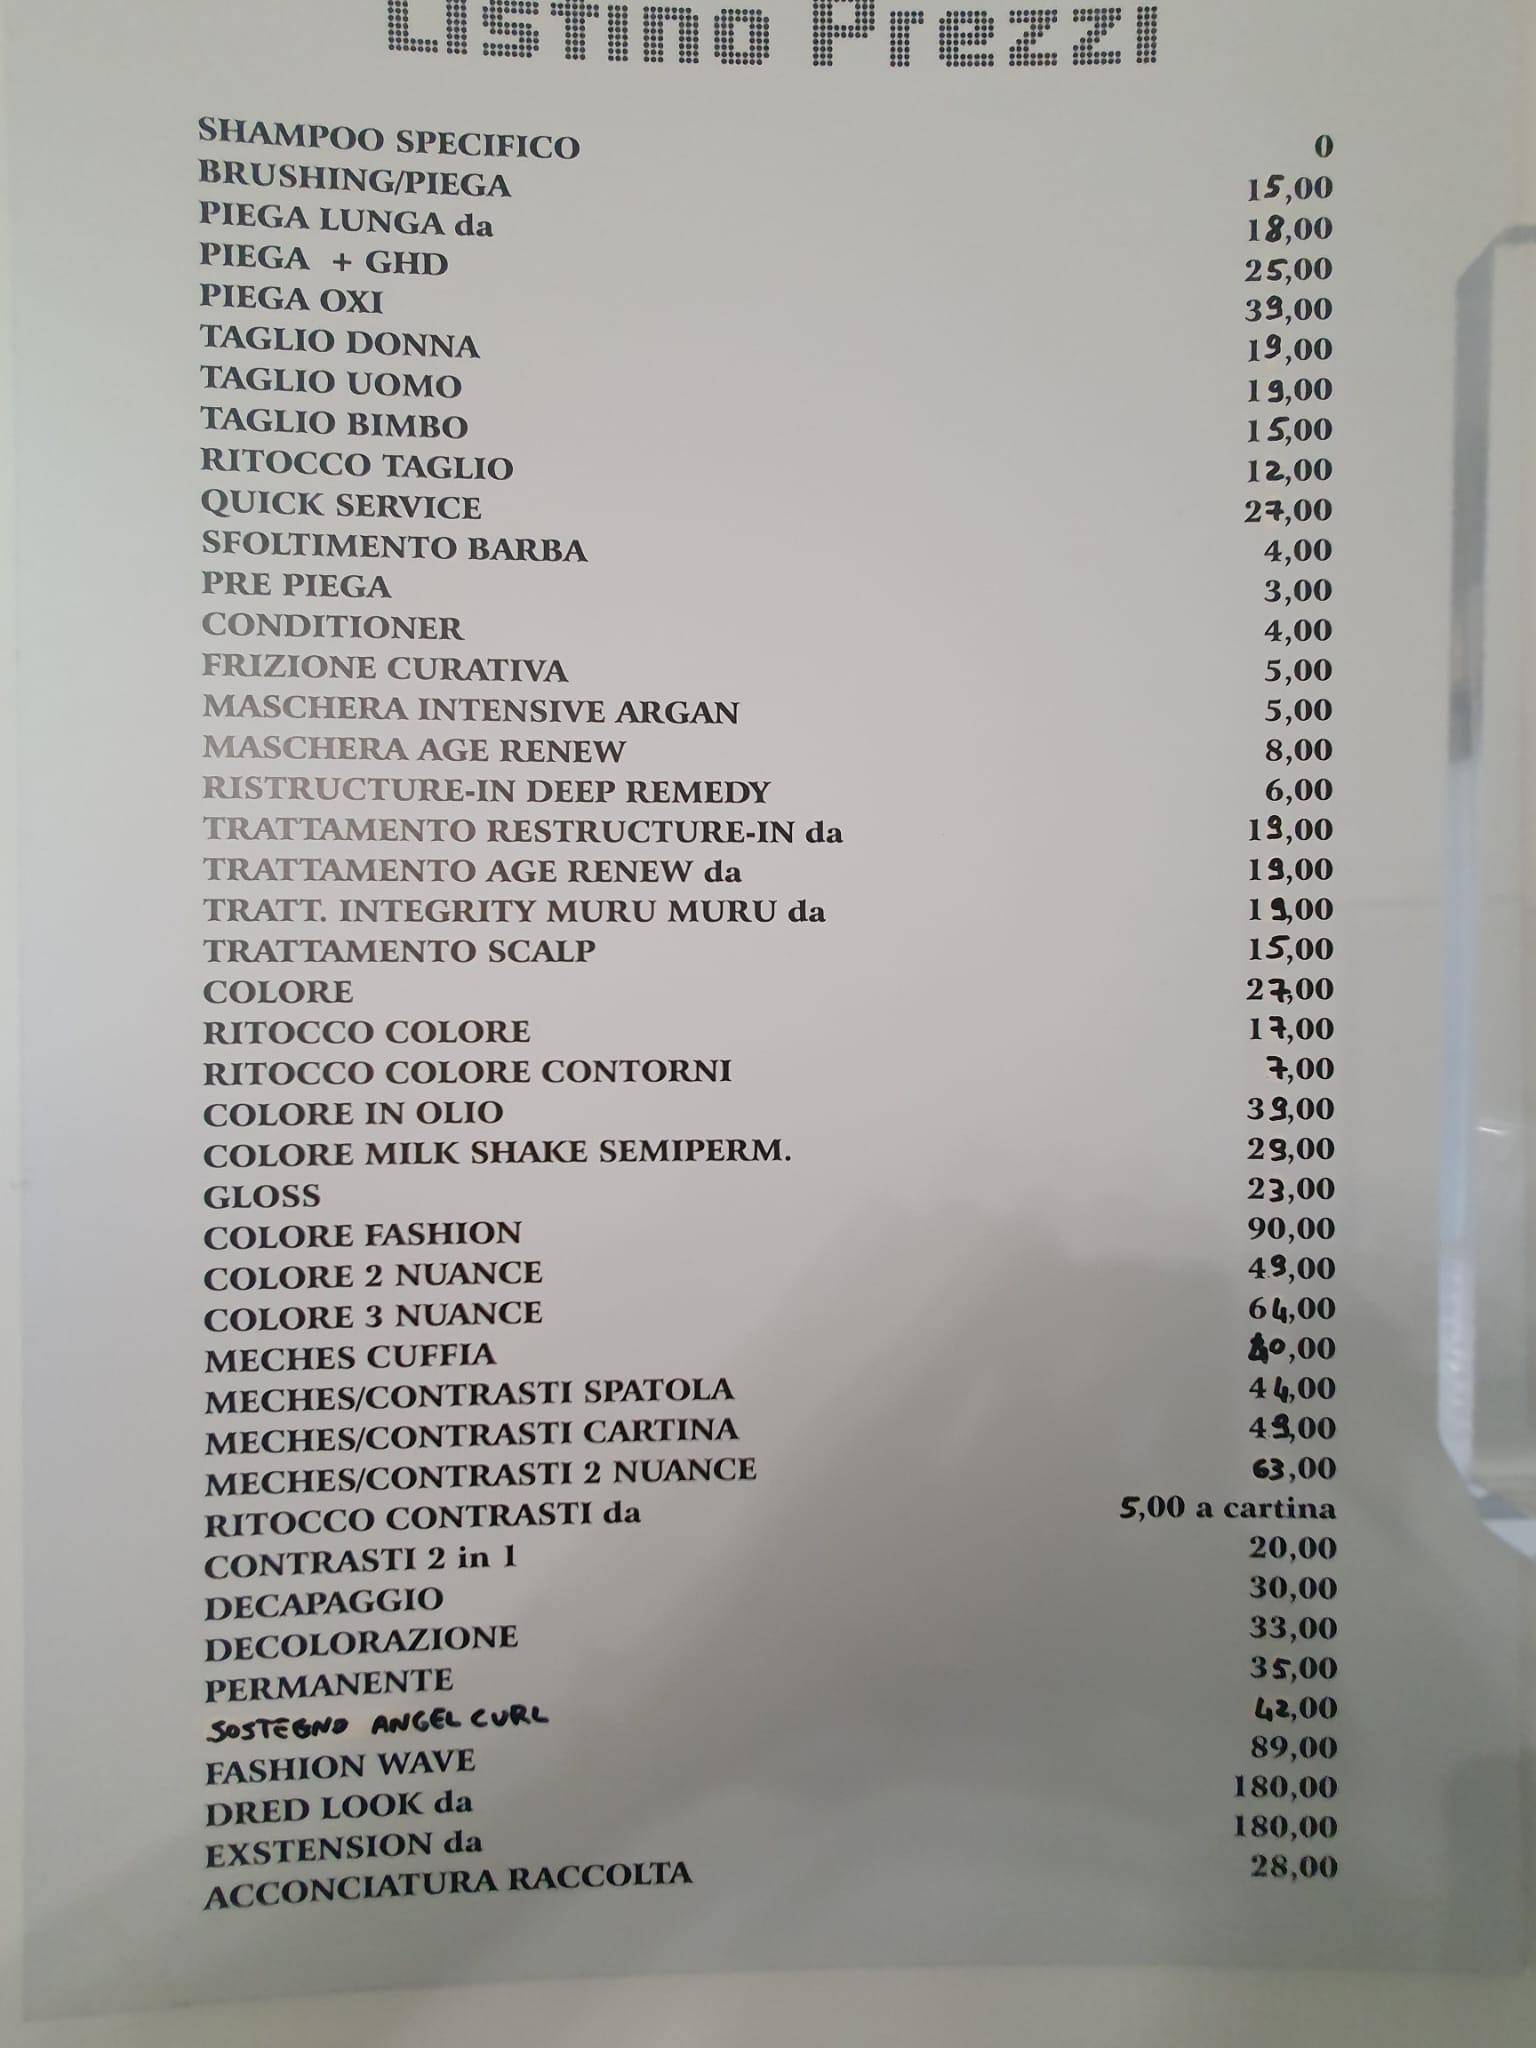 Listino Prezzi
SHAMPOO SPECIFICO 0
BRUSHING/PIEGA 15,00
PIEGA LUNGA da 18,00
PIEGA + GHD 25,00
PIEGA OXI 39,00
TAGLIO DONNA 19,00
TAGLIO UOMO 19,00
TAGLIO BIMBO 15,00
RITOCCO TAGLIO 12,00
QUICK SERVICE 27,00
SFOLTIMENTO BARBA 4,00
PRE PIEGA 3,00
CONDITIONER 4,00
FRIZIONE CURATIVA 5,00
MASCHERA INTENSIVE ARGAN 5,00
MASCHERA AGE RENEW 8,00
RISTRUCTURE-IN DEEP REMEDY 6,00
TRATTAMENTO RESTRUCTURE-IN da 19,00
TRATTAMENTO AGE RENEW da 19,00
TRATT. INTEGRITY MURU MURU da 19,00
TRATTAMENTO SCALP 15,00
COLORE 27,00
RITOCCO COLORE 17,00
RITOCCO COLORE CONTORNI 7,00
COLORE IN OLIO 39,00
COLORE MILK SHAKE SEMIPERM. 29,00
GLOSS 23,00
COLORE FASHION 90,00
COLORE 2 NUANCE 49,00
COLORE 3 NUANCE 64,00
MECHES CUFFIA
MECHES/CONTRASTI SPATOLA 44,00
MECHES/CONTRASTI CARTINA 49,00
MECHES/CONTRASTI 2 NUANCE 63,00
RITOCCO CONTRASTI da 5,00 a cartina
CONTRASTI 2 in 1 20,00
DECAPAGGIO 30,00
DECOLORAZIONE 33,00
PERMANENTE 35,00
SOSTEGNO ANGEL CURL 42,00
FASHION WAVE 89,00
DRED LOOK da 180,00
EXSTENSION da 180,00
ACCONCIATURA RACCOLTA 28,00